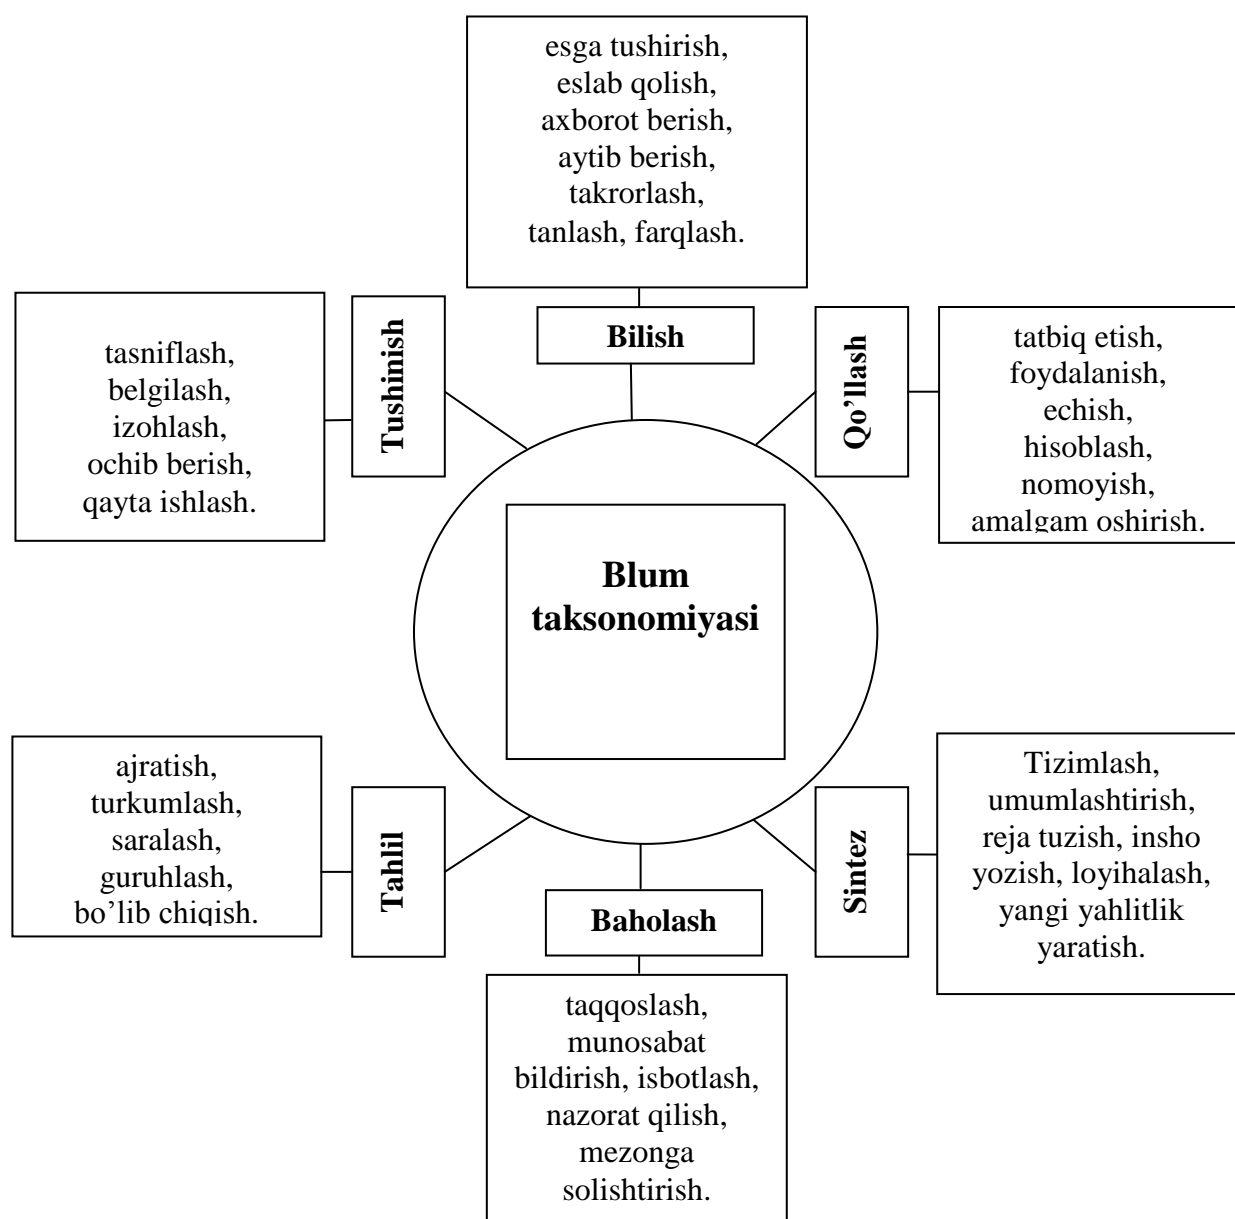 esga tushirish,
eslab qolish,
axborot berish,
aytib berish,
takrorlash,
tanlash, farqlash.
Bilish
Tushinish
tasniflash,
belgilash,
izohlash,
ochib berish,
qayta ishlash.
Qo’llash
tatbiq etish,
foydalanish,
echish,
hisoblash,
nomoyish,
amalgam oshirish.
Blum
taksonomiyasi
ajratish,
turkumlash,
saralash,
guruhlash,
bo’lib chiqish.
Tahlil
Baholash
taqqoslash,
munosabat
bildirish, isbotlash,
nazorat qilish,
mezonga
solishtirish.
Sintez
Tizimlash,
umumlashtirish,
reja tuzish, insho
yozish, loyihalash,
yangi yahlitlik
yaratish.